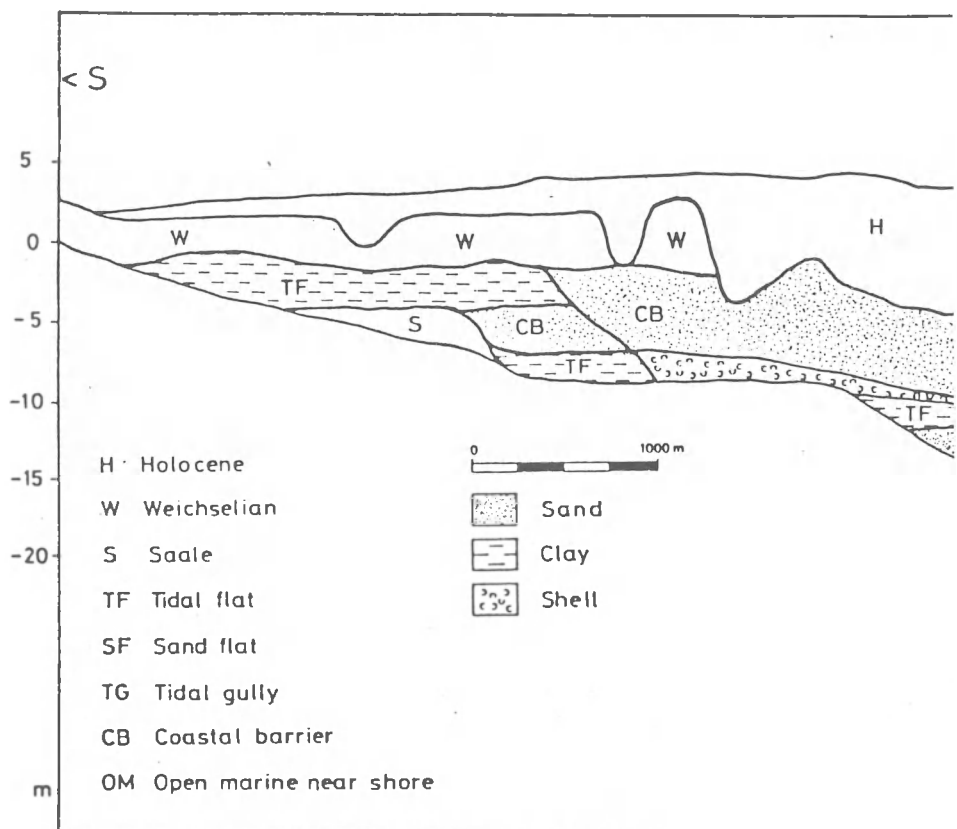 < S
5
0
-5
-10
-15
-20
m
W
W
W
H
TF
S
CB
CB
TF
TF
0 1000 m
H Holocene
W Weichselian
S Saale
TF Tidal flat
SF Sand flat
TG Tidal gully
CB Coastal barrier
OM Open marine near shore
Sand
Clay
Shell